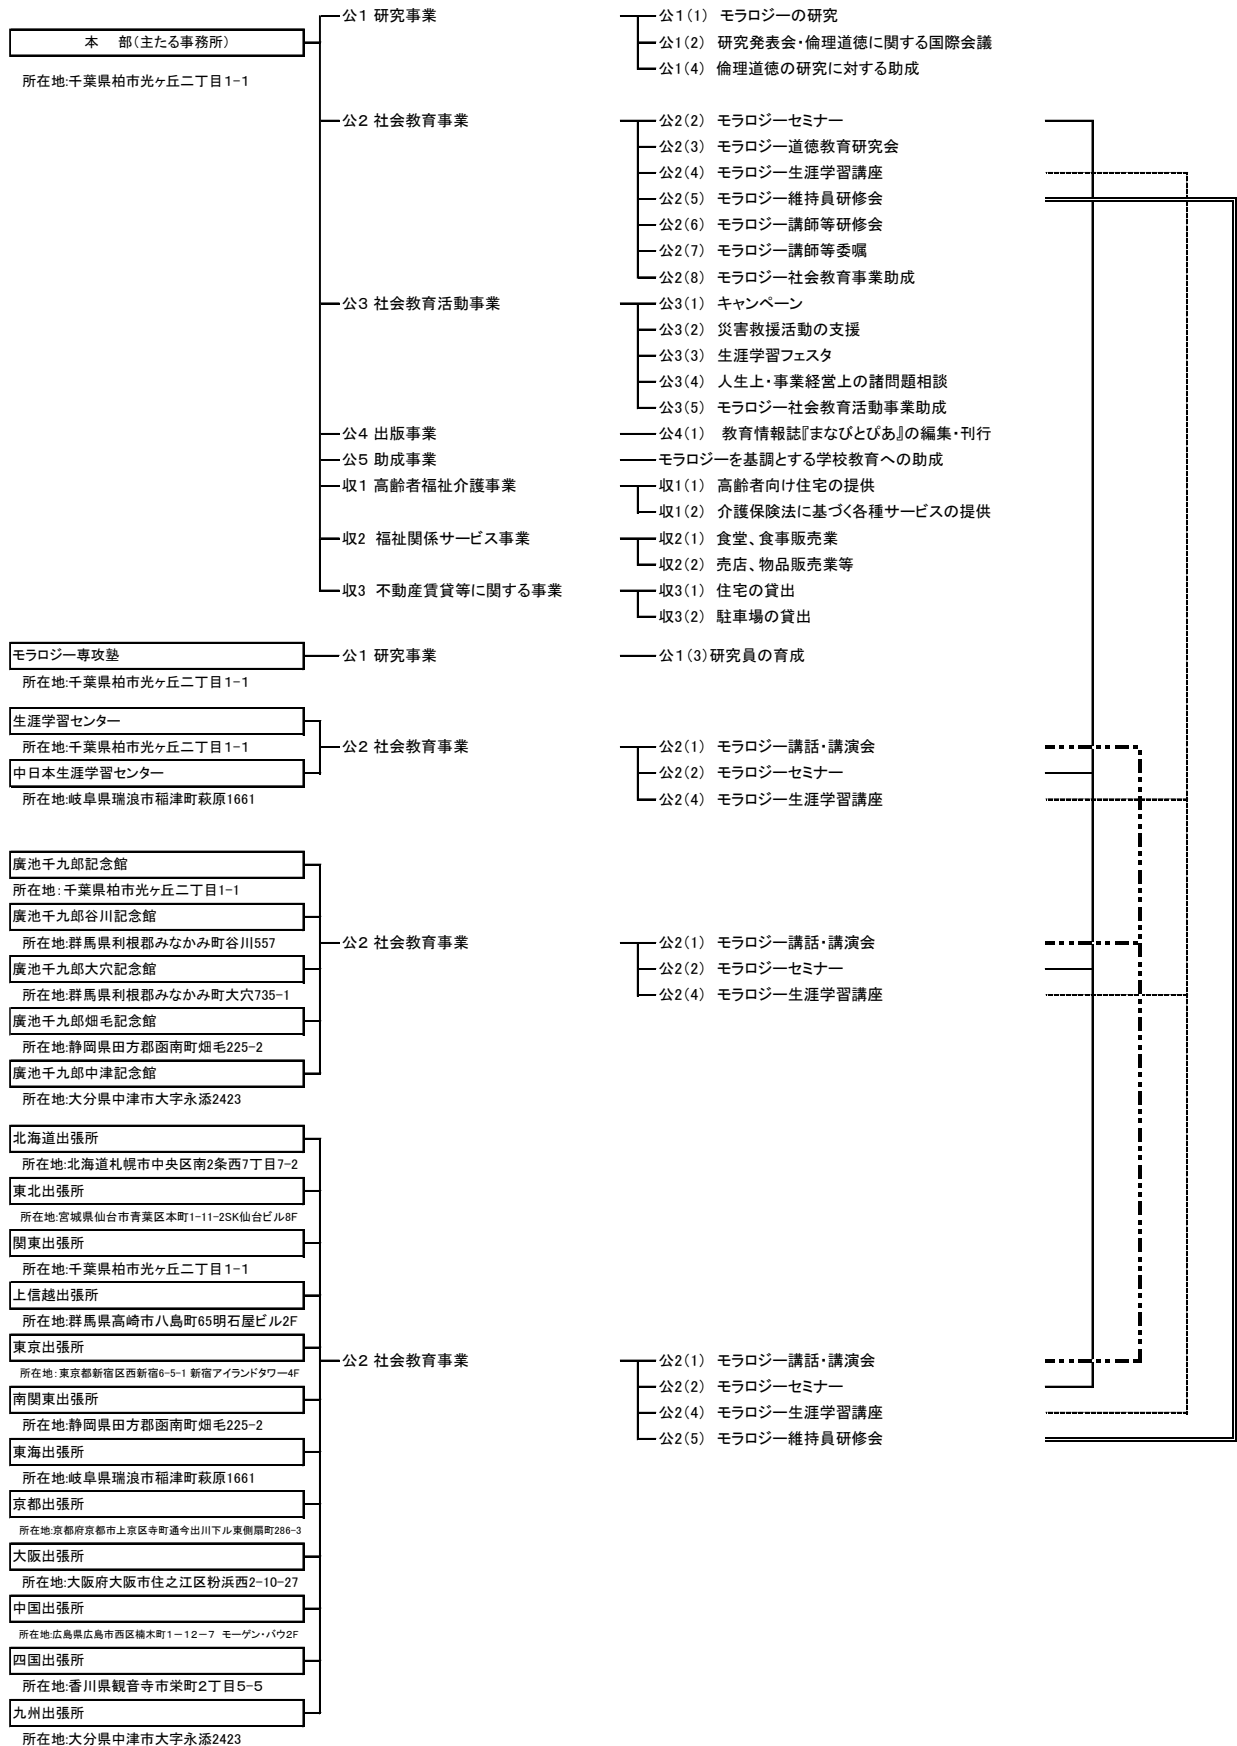 公1 研究事業
公1(1) モラロジーの研究
本 部(主たる事務所)
公1(2) 研究発表会・倫理道徳に関する国際会議
公1(4) 倫理道徳の研究に対する助成
所在地:千葉県柏市光ヶ丘二丁目1-1
公2 社会教育事業
公2(2) モラロジーセミナー
公2(3) モラロジー道徳教育研究会
公2(4) モラロジー生涯学習講座
公2(5) モラロジー維持員研修会
公2(6) モラロジー講師等研修会
公2(7) モラロジー講師等委嘱
公2(8) モラロジー社会教育事業助成
公3 社会教育活動事業
公3(1) キャンペーン
公3(2) 災害救援活動の支援
公3(3) 生涯学習フェスタ
公3(4) 人生上・事業経営上の諸問題相談
公3(5) モラロジー社会教育活動事業助成
公4 出版事業
公4(1) 教育情報誌『まなびとぴあ』の編集・刊行
公5 助成事業
モラロジーを基調とする学校教育への助成
収1 高齢者福祉介護事業
収1(1) 高齢者向け住宅の提供
収1(2) 介護保険法に基づく各種サービスの提供
収2 福祉関係サービス事業
収2(1) 食堂、食事販売業
収2(2) 売店、物品販売業等
収3 不動産賃貸等に関する事業
収3(1) 住宅の貸出
収3(2) 駐車場の貸出
モラロジー専攻塾
公1 研究事業
公1(3)研究員の育成
所在地:千葉県柏市光ヶ丘二丁目1-1
生涯学習センター
所在地:千葉県柏市光ヶ丘二丁目1-1
公2 社会教育事業
公2(1) モラロジー講話・講演会
中日本生涯学習センター
公2(2) モラロジーセミナー
所在地:岐阜県瑞浪市稲津町萩原1661
公2(4) モラロジー生涯学習講座
廣池千九郎記念館
所在地:千葉県柏市光ヶ丘二丁目1-1
廣池千九郎谷川記念館
所在地:群馬県利根郡みなかみ町谷川557
公2 社会教育事業
公2(1) モラロジー講話・講演会
廣池千九郎大穴記念館
公2(2) モラロジーセミナー
所在地:群馬県利根郡みなかみ町大穴735-1
公2(4) モラロジー生涯学習講座
廣池千九郎畑毛記念館
所在地:静岡県田方郡函南町畑毛225-2
廣池千九郎中津記念館
所在地:大分県中津市大字永添2423
北海道出張所
所在地:北海道札幌市中央区南2条西7丁目7-2
東北出張所
所在地:宮城県仙台市青葉区本町1-11-2SK仙台ビル8F
関東出張所
所在地:千葉県柏市光ヶ丘二丁目1-1
上信越出張所
所在地:群馬県高崎市八島町65明石屋ビル2F
東京出張所
公2 社会教育事業
公2(1) モラロジー講話・講演会
所在地:東京都新宿区西新宿6-5-1 新宿アイランドタワー4F
公2(2) モラロジーセミナー
南関東出張所
公2(4) モラロジー生涯学習講座
所在地:静岡県田方郡函南町畑毛225-2
公2(5) モラロジー維持員研修会
東海出張所
所在地:岐阜県瑞浪市稲津町萩原1661
京都出張所
所在地:京都府京都市上京区寺町通今出川下ル東側扇町286-3
大阪出張所
所在地:大阪府大阪市住之江区粉浜西2-10-27
中国出張所
所在地:広島県広島市西区楠木町1-12-7 モーゲン・バウ2F
四国出張所
所在地:香川県観音寺市栄町2丁目5-5
九州出張所
所在地:大分県中津市大字永添2423